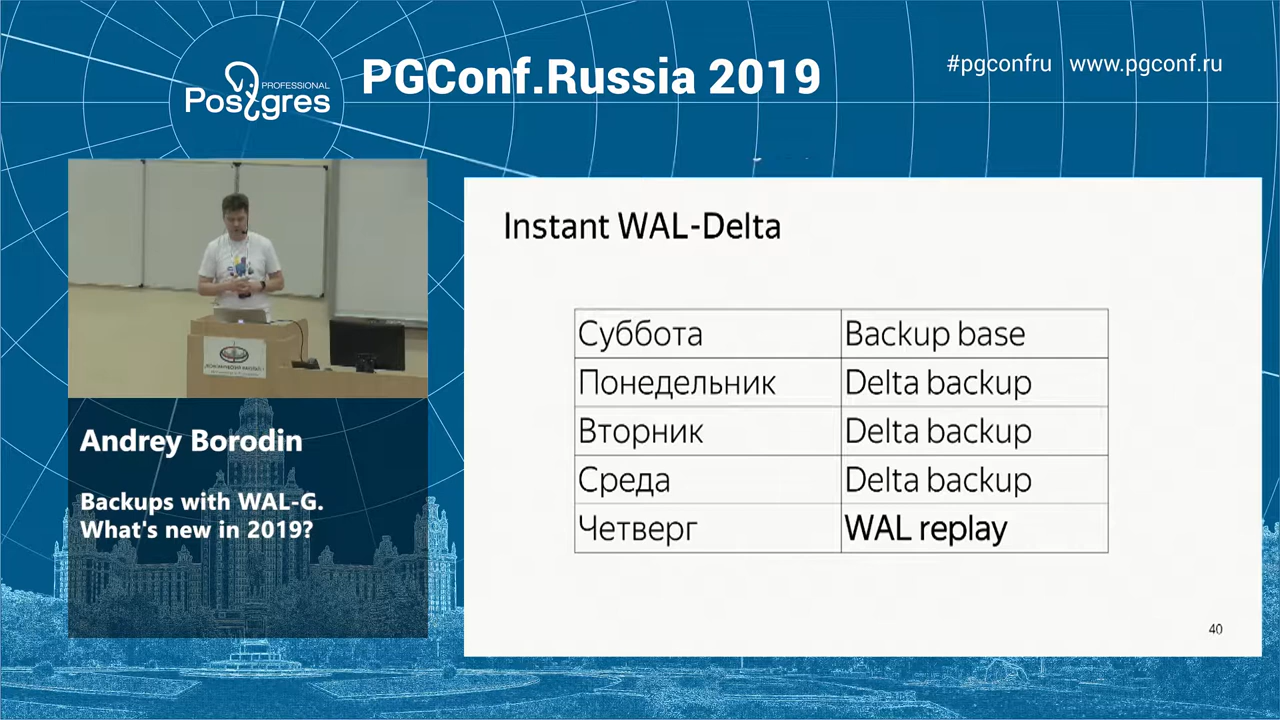 PROFESSIONAL
Postgres
PGConf.Russia 2019
#pgconfru www.pgconf.ru
Andrey Borodin
Backups with WAL-G.
What's new in 2019?
Instant WAL-Delta
Суббота Backup base
Понедельник Delta backup
Вторник Delta backup
Среда Delta backup
Четверг WAL replay
40